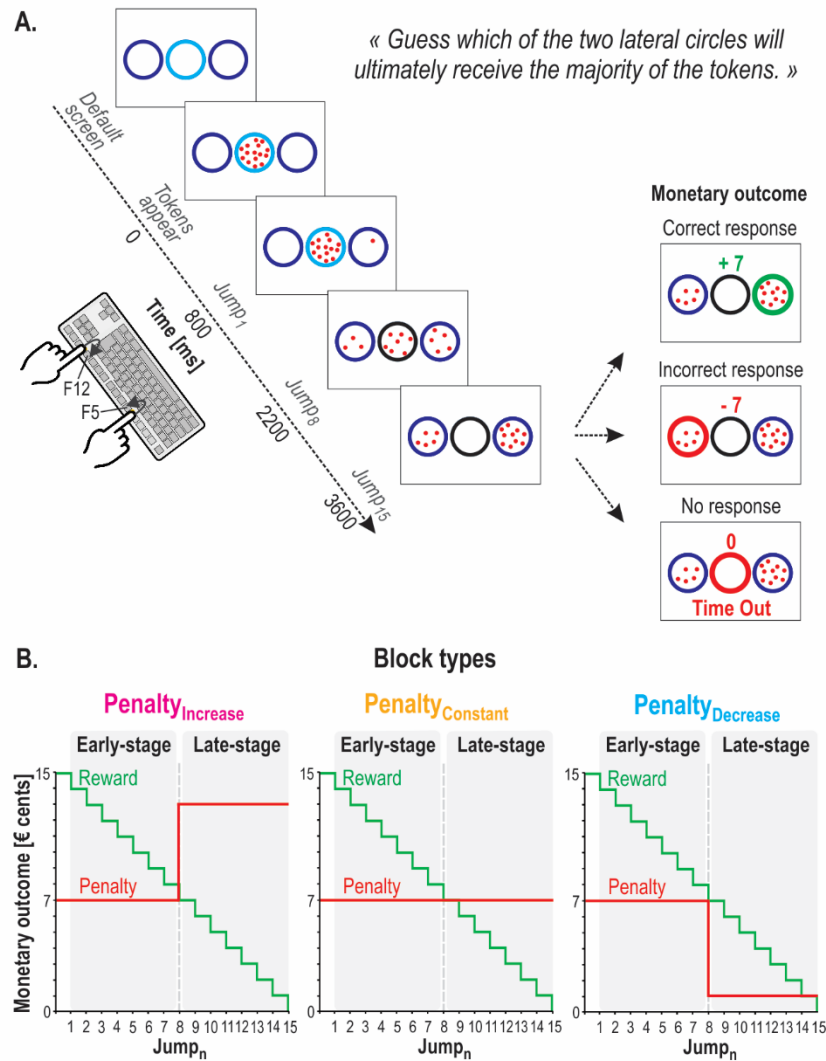 A.
« Guess which of the two lateral circles will
ultimately receive the majority of the tokens. »
Default
screen
Tokens
appear
0
Jump1
800
Time [ms]
Jump8
2200
Jump15
3600
F12
F5
Monetary outcome
Correct response
+ 7
Incorrect response
- 7
No response
0
Time Out
B.
Block types
PenaltyIncrease
PenaltyConstant
PenaltyDecrease
Early-stage
Late-stage
Early-stage
Late-stage
Early-stage
Late-stage
Monetary outcome [€ cents]
15
Reward
Penalty
7
0
1 2 3 4 5 6 7 8 9 10 11 12 13 14 15
Jumpn
15
Reward
Penalty
7
0
1 2 3 4 5 6 7 8 9 10 11 12 13 14 15
Jumpn
15
Reward
Penalty
7
0
1 2 3 4 5 6 7 8 9 10 11 12 13 14 15
Jumpn